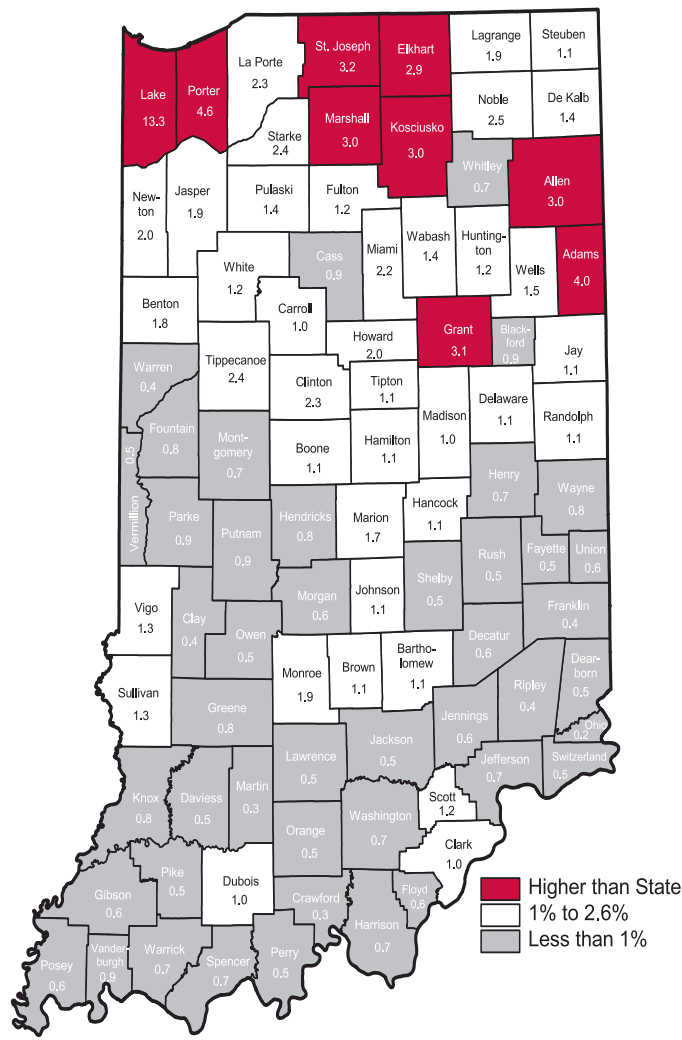 St. Joseph
3.2
Elkhart
2.9
Lagrange
1.9
Steuben
1.1
La Porte
2.3
Lake
13.3
Porter
4.6
Noble
2.5
De Kalb
1.4
Marshall
3.0
Kosciusko
3.0
Starke
2.4
Whitley
0.7
Allen
3.0
New-
ton
2.0
Jasper
1.9
Pulaski
1.4
Fulton
1.2
Miami
2.2
Wabash
1.4
Hunting-
ton
1.2
Wells
1.5
Adams
4.0
White
1.2
Cass
0.9
Benton
1.8
Carroll
1.0
Howard
2.0
Grant
3.1
Black-
ford
0.9
Jay
1.1
Warren
0.4
Tippecanoe
2.4
Clinton
2.3
Tipton
1.1
Madison
1.0
Delaware
1.1
Randolph
1.1
Fountain
0.8
Mont-
gomery
0.7
Boone
1.1
Hamilton
1.1
0.5
Vermillion
Henry
0.7
Wayne
0.8
Parke
0.9
Putnam
0.9
Hendricks
0.8
Marion
1.7
Hancock
1.1
Rush
0.5
Fayette
0.5
Union
0.6
Vigo
1.3
Clay
0.4
Owen
0.5
Morgan
0.6
Johnson
1.1
Shelby
0.5
Franklin
0.4
Decatur
0.6
Sullivan
1.3
Greene
0.8
Monroe
1.9
Brown
1.1
Bartho-
lomew
1.1
Ripley
0.4
Dear-
born
0.5
Jennings
0.6
Ohio
0.2
Knox
0.8
Daviess
0.5
Martin
0.3
Lawrence
0.5
Jackson
0.5
Jefferson
0.7
Switzerland
0.5
Scott
1.2
Orange
0.5
Washington
0.7
Clark
1.0
Gibson
0.6
Pike
0.5
Dubois
1.0
Crawford
0.3
Harrison
0.7
Floyd
0.6
Posey
0.6
Vander-
burgh
0.9
Warrick
0.7
Spencer
0.7
Perry
0.5
Higher than State
1% to 2.6%
Less than 1%